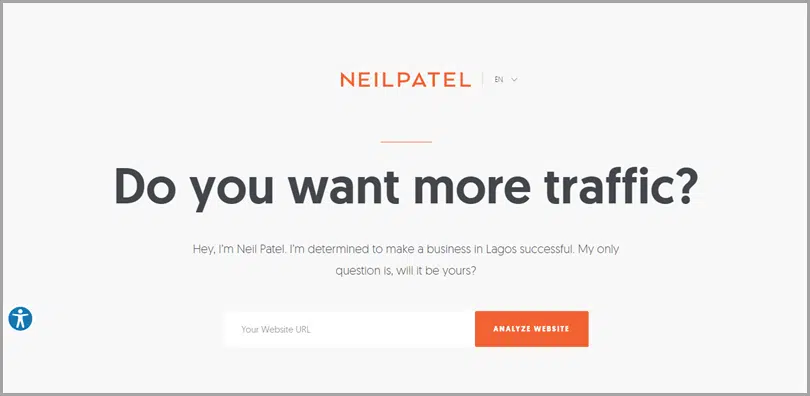 NEILPATEL EN
Do you want more traffic?
Hey, I'm Neil Patel. I'm determined to make a business in Lagos successful. My only
question is, will it be yours?
Your Website URL ANALYZE WEBSITE